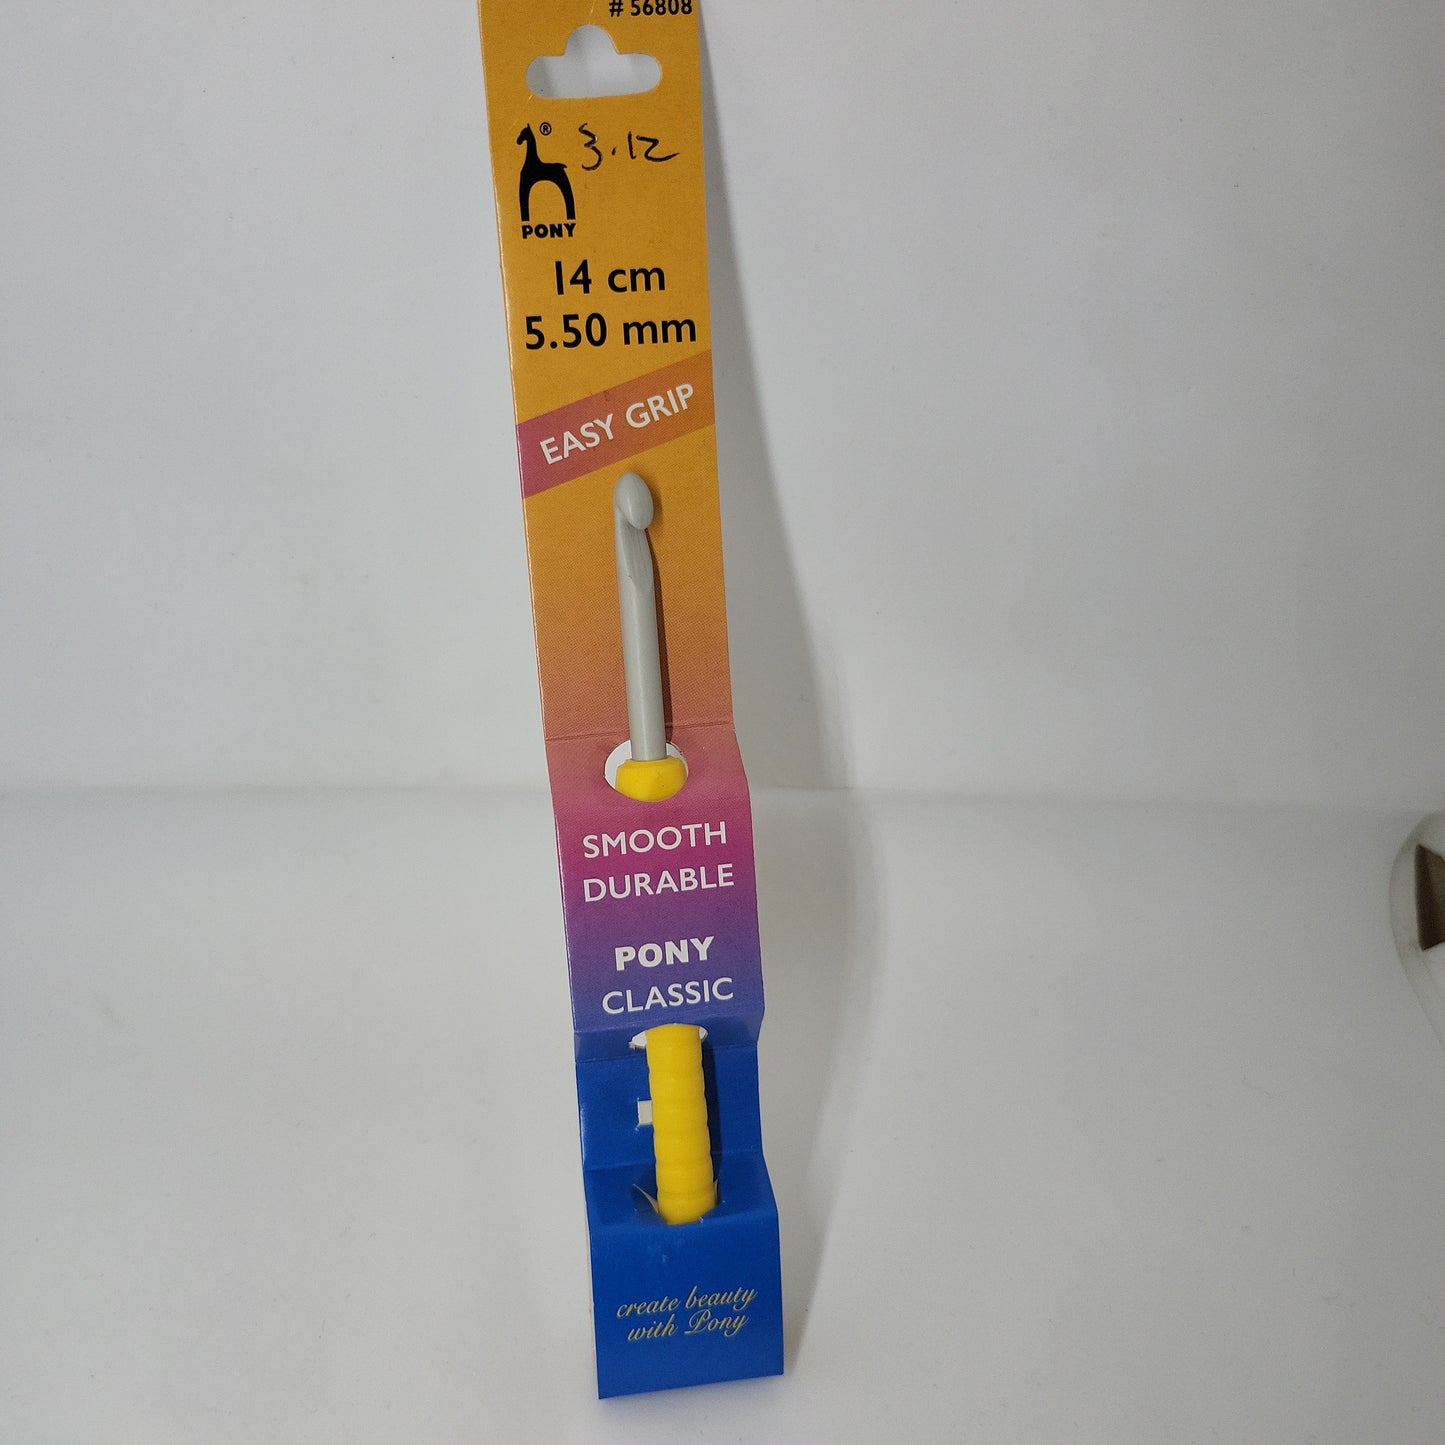 # 56808
®
3.12
PONY
14 cm
5.50 mm
EASY GRIP
SMOOTH
DURABLE
PONY
CLASSIC
create beauty
with Pony